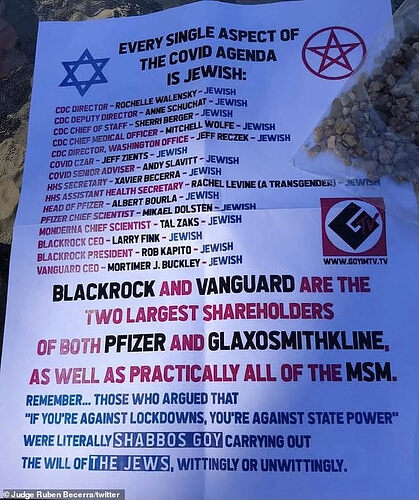 EVERY SINGLE ASPECT OF
THE COVID AGENDA
IS JEWISH:
CDC DIRECTOR - ROCHELLE WALENSKY - JEWISH
CDC DEPUTY DIRECTOR - ANNE SCHUCHAT - JEWISH
CDC CHIEF OF STAFF - SHERRI BERGER - JEWISH
CDC CHIEF MEDICAL OFFICER - MITCHELL WOLFE - JEWISH
CDC DIRECTOR, WASHINGTON OFFICE - JEFF RECZEK - JEWISH
COVID CZAR - JEFF ZIENTS - JEWISH
COVID SENIOR ADVISER - ANDY SLAVITT - JEWISH
HHS SECRETARY - XAVIER BECERRA - JEWISH
HHS ASSISTANT HEALTH SECRETARY - RACHEL LEVINE (A TRANSGENDER) - JEWISH
HEAD OF PFIZER - ALBERT BOURLA - JEWISH
PFIZER CHIEF SCIENTIST - MIKAEL DOLSTEN - JEWISH
MONDERNA CHIEF SCIENTIST - TAL ZAKS - JEWISH
BLACKROCK CEO - LARRY FINK - JEWISH
BLACKROCK PRESIDENT - ROB KAPITO - JEWISH
VANGUARD CEO - MORTIMER J. BUCKLEY - JEWISH
TV
WWW.GOYIMTV.TV
BLACKROCK AND VANGUARD ARE THE
TWO LARGEST SHAREHOLDERS
OF BOTH PFIZER AND GLAXOSMITHKLINE,
AS WELL AS PRACTICALLY ALL OF THE MSM.
REMEMBER... THOSE WHO ARGUED THAT
"IF YOU'RE AGAINST LOCKDOWNS, YOU'RE AGAINST STATE POWER"
WERE LITERALLY SHABBOS GOY CARRYING OUT
THE WILL OF THE JEWS, WITTINGLY OR UNWITTINGLY.
© Judge Ruben Becerra/twitter